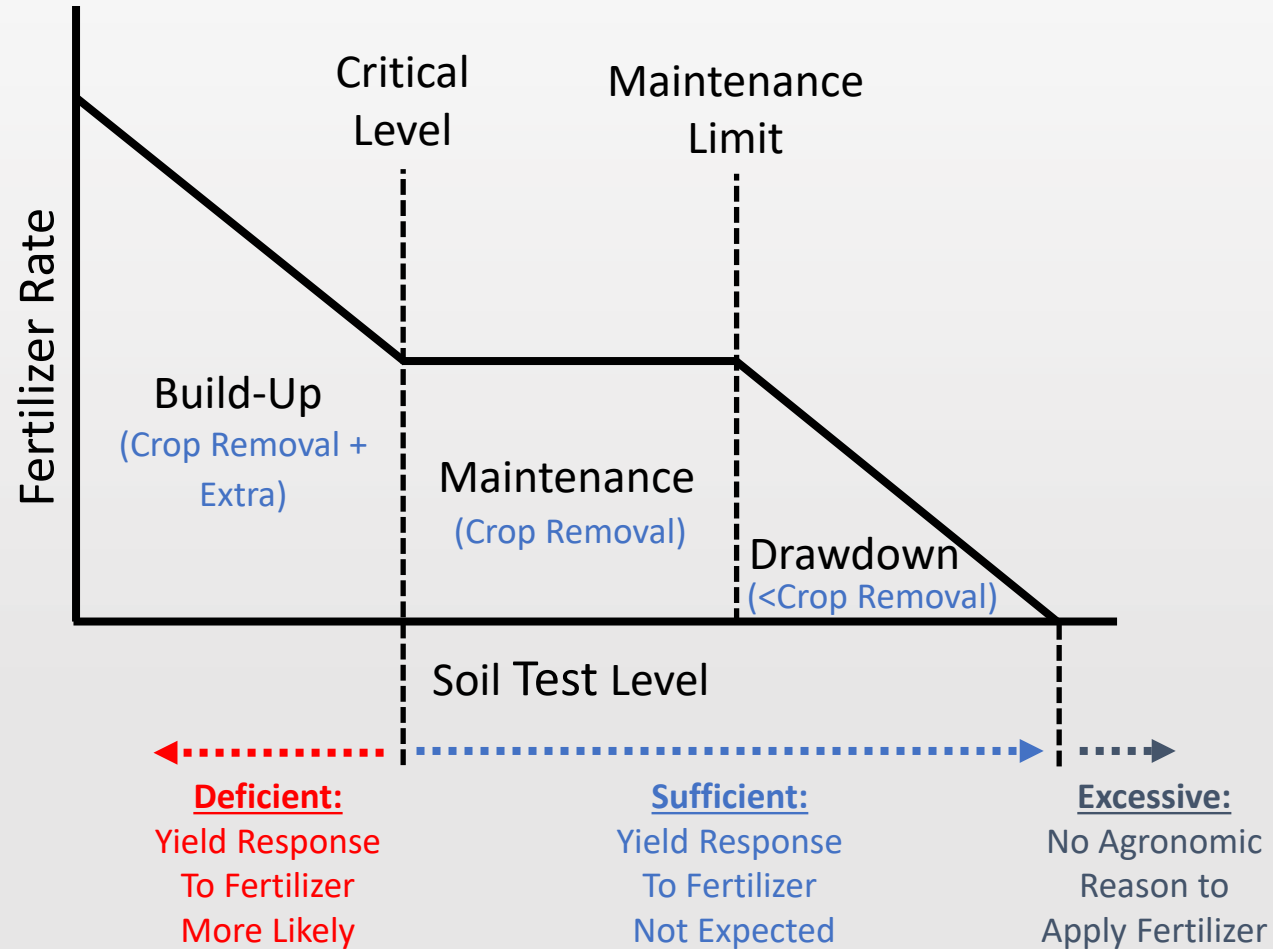 Fertilizer Rate
Critical
Level
Maintenance
Limit
Build-Up
(Crop Removal +
Extra)
Maintenance
(Crop Removal)
Drawdown
(<Crop Removal)
Soil Test Level
Deficient:
Yield Response
To Fertilizer
More Likely
Sufficient:
Yield Response
To Fertilizer
Not Expected
Excessive:
No Agronomic
Reason to
Apply Fertilizer